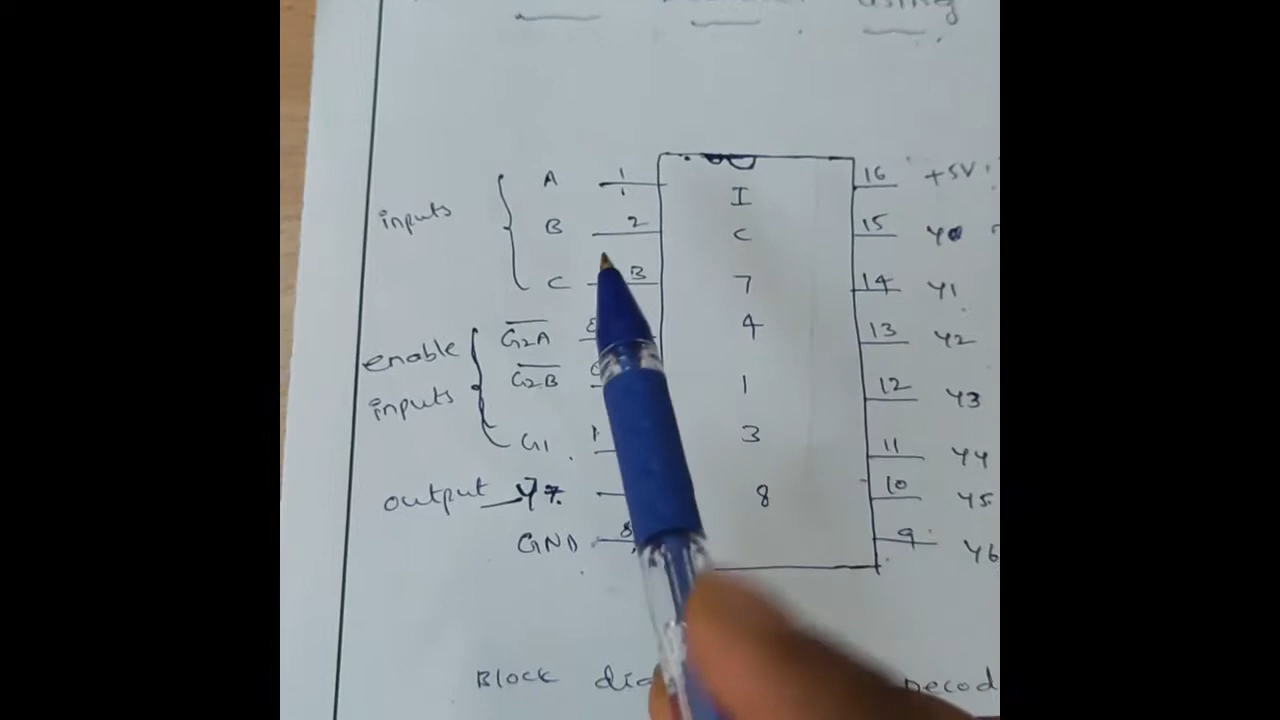 using
A 1 I 16 +5V
inputs B 2 C 15 Y0
C 7 14 Y1
G2A 4 13 Y2
enable
G2B 1 12 Y3
inputs
G1 3 11 Y4
output Y7 8 10 Y5
GND 8 9 Y6
Block